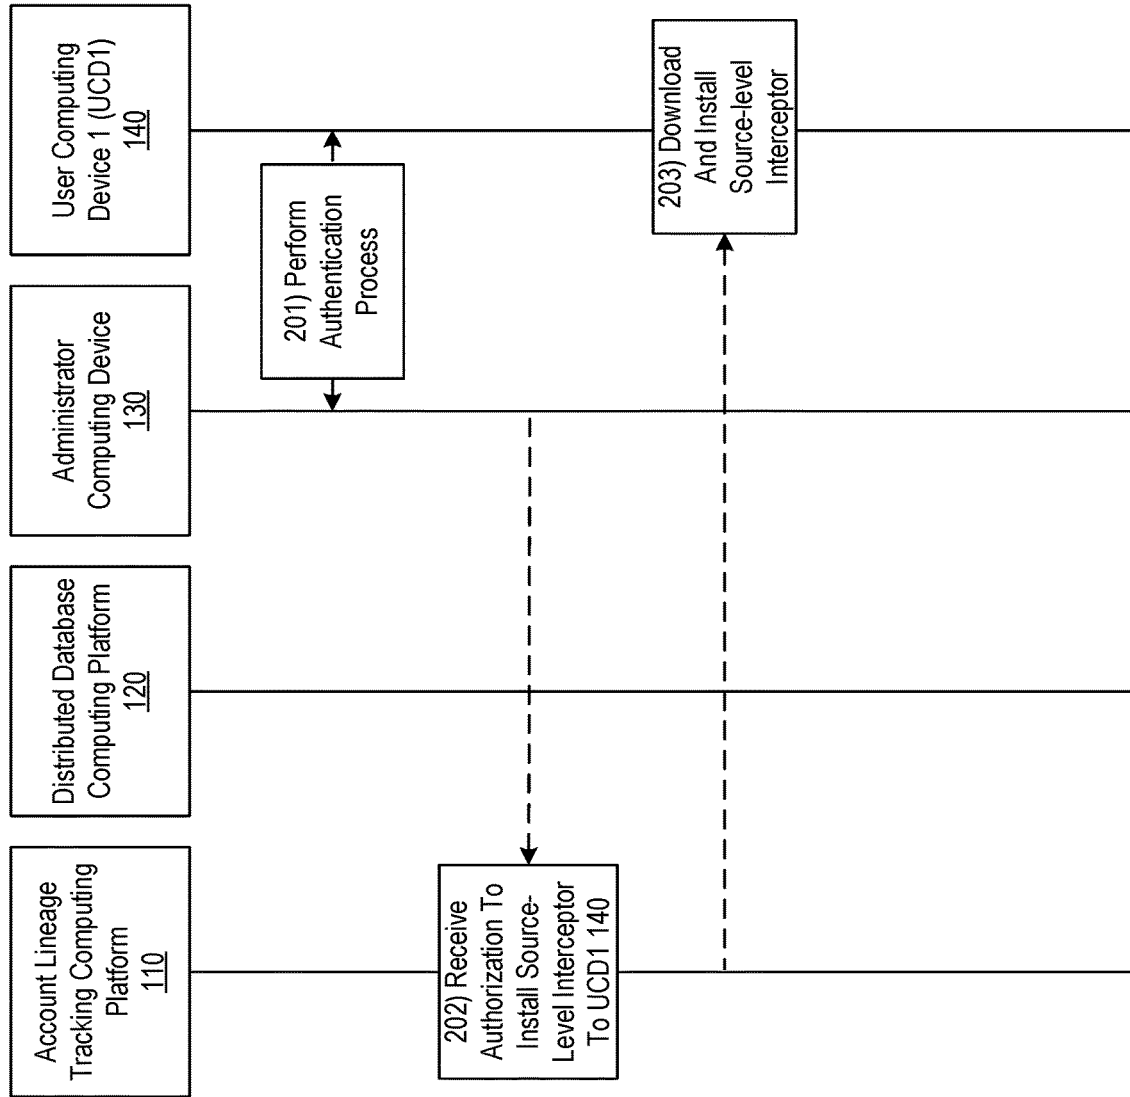 Account Lineage
Tracking Computing
Platform
110
Distributed Database
Computing Platform
120
Administrator
Computing Device
130
User Computing
Device 1 (UCD1)
140
201) Perform
Authentication
Process
202) Receive
Authorization To
Install Source-
Level Interceptor
To UCD1 140
203) Download
And Install
Source-level
Interceptor